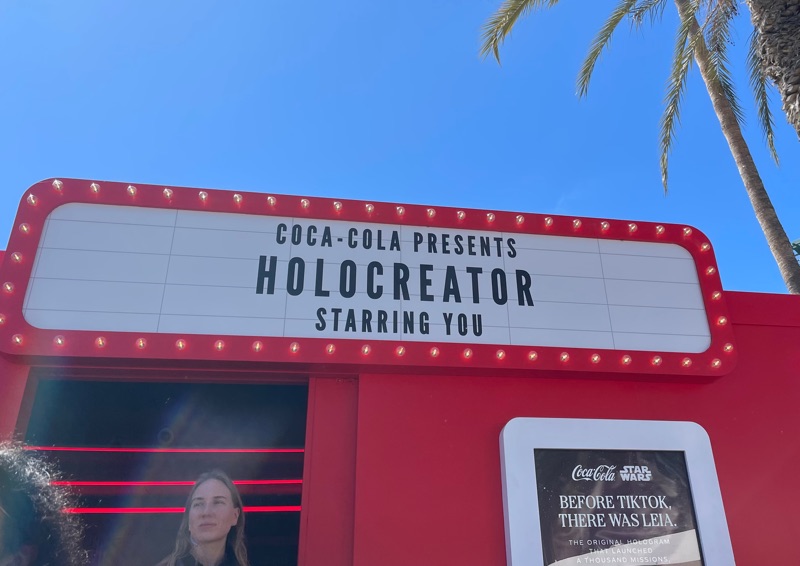 COCA-COLA PRESENTS
HOLOCREATOR
STARRING YOU
Coca-Cola STAR WARS
BEFORE TIKTOK,
THERE WAS LEIA.
THE ORIGINAL HOLOGRAM
THAT LAUNCHED
A THOUSAND MISSIONS